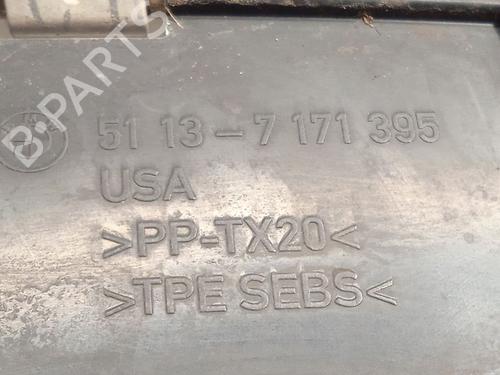 B-PARTS
51 13-7 171 395
USA
>PP-TX20<
>TPE SEBS<